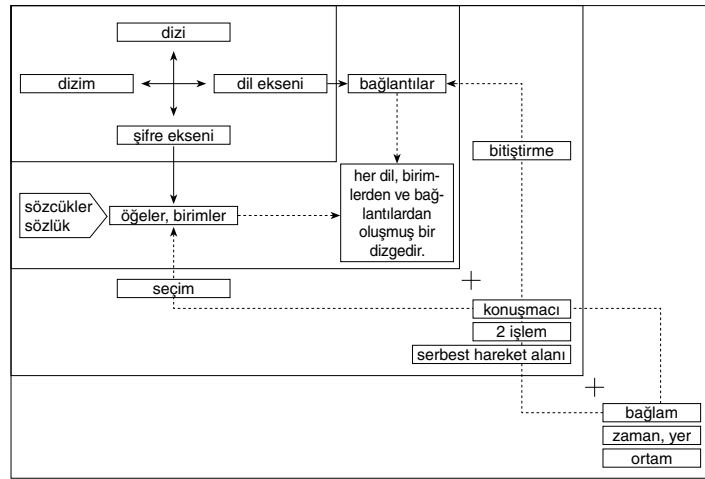 dizi
dizim
dil ekseni
bağlantılar
şifre ekseni
bitiştirme
her dil, birim-
lerden ve bağ-
lantılardan
oluşmuş bir
dizgedir.
sözcükler
sözlük
öğeler, birimler
seçim
konuşmacı
2 işlem
serbest hareket alanı
bağlam
zaman, yer
ortam